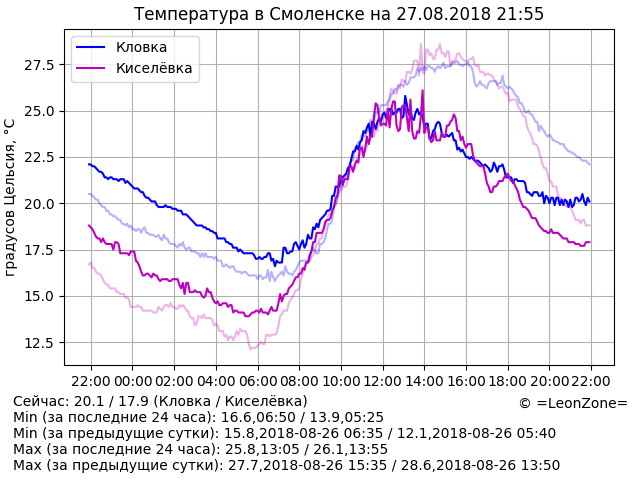 Температура в Смоленске на 27.08.2018 21:55
Кловка
Киселёвка
градусов Цельсия, °C
27.5
25.0
22.5
20.0
17.5
15.0
12.5
22:00 00:00 02:00 04:00 06:00 08:00 10:00 12:00 14:00 16:00 18:00 20:00 22:00
Сейчас: 20.1 / 17.9 (Кловка / Киселёвка)
© =LeonZone=
Min (за последние 24 часа): 16.6,06:50 / 13.9,05:25
Min (за предыдущие сутки): 15.8,2018-08-26 06:35 / 12.1,2018-08-26 05:40
Max (за последние 24 часа): 25.8,13:05 / 26.1,13:55
Max (за предыдущие сутки): 27.7,2018-08-26 15:35 / 28.6,2018-08-26 13:50